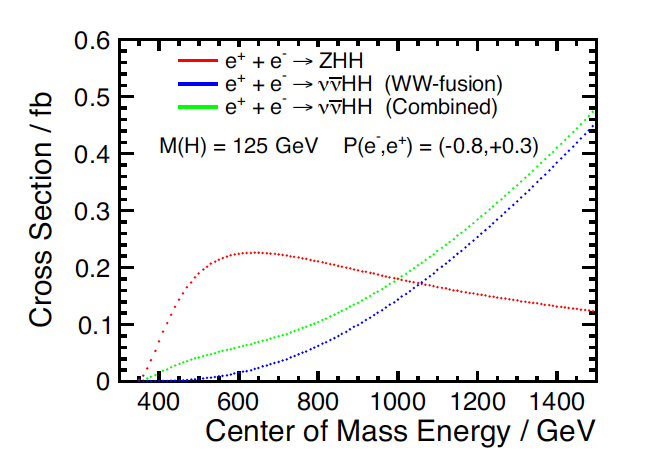 0.6
e⁺ + e⁻ → ZHH
e⁺ + e⁻ → νν̅HH (WW-fusion)
e⁺ + e⁻ → νν̅HH (Combined)
M(H) = 125 GeV P(e⁻,e⁺) = (-0.8,+0.3)
0.5
0.4
0.3
0.2
0.1
0
Cross Section / fb
400 600 800 1000 1200 1400
Center of Mass Energy / GeV